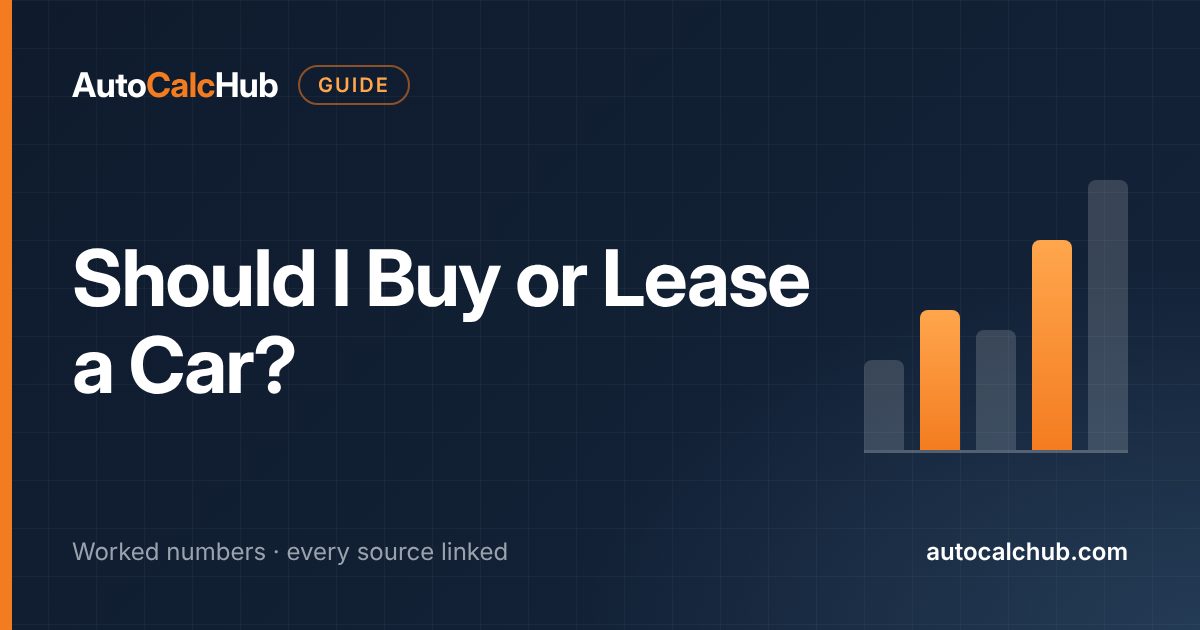 AutoCalcHub GUIDE
Should I Buy or Lease
a Car?
Worked numbers · every source linked
autocalchub.com